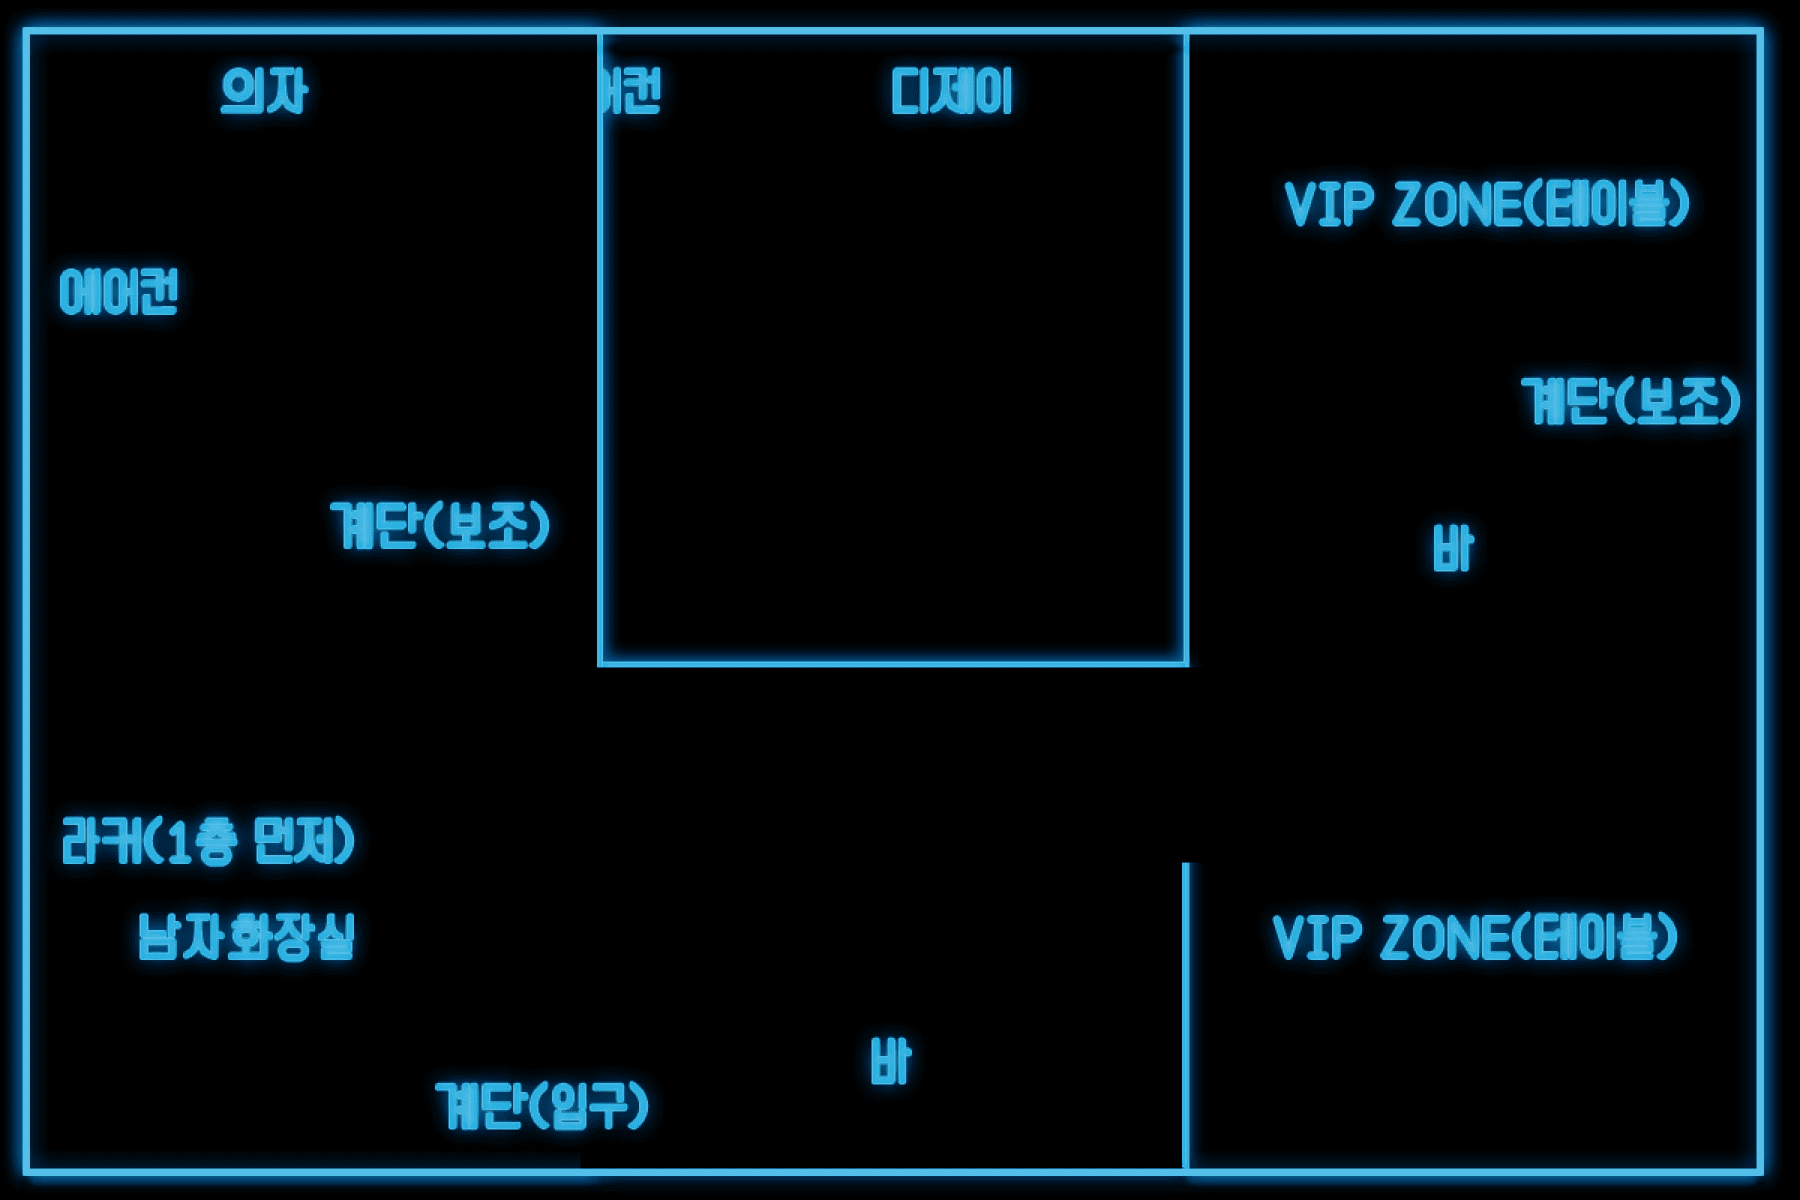 의자
디제이
VIP ZONE(테이블)
에어컨
계단(보조)
계단(보조)
바
라커(1층 먼저)
남자화장실
VIP ZONE(테이블)
바
계단(입구)